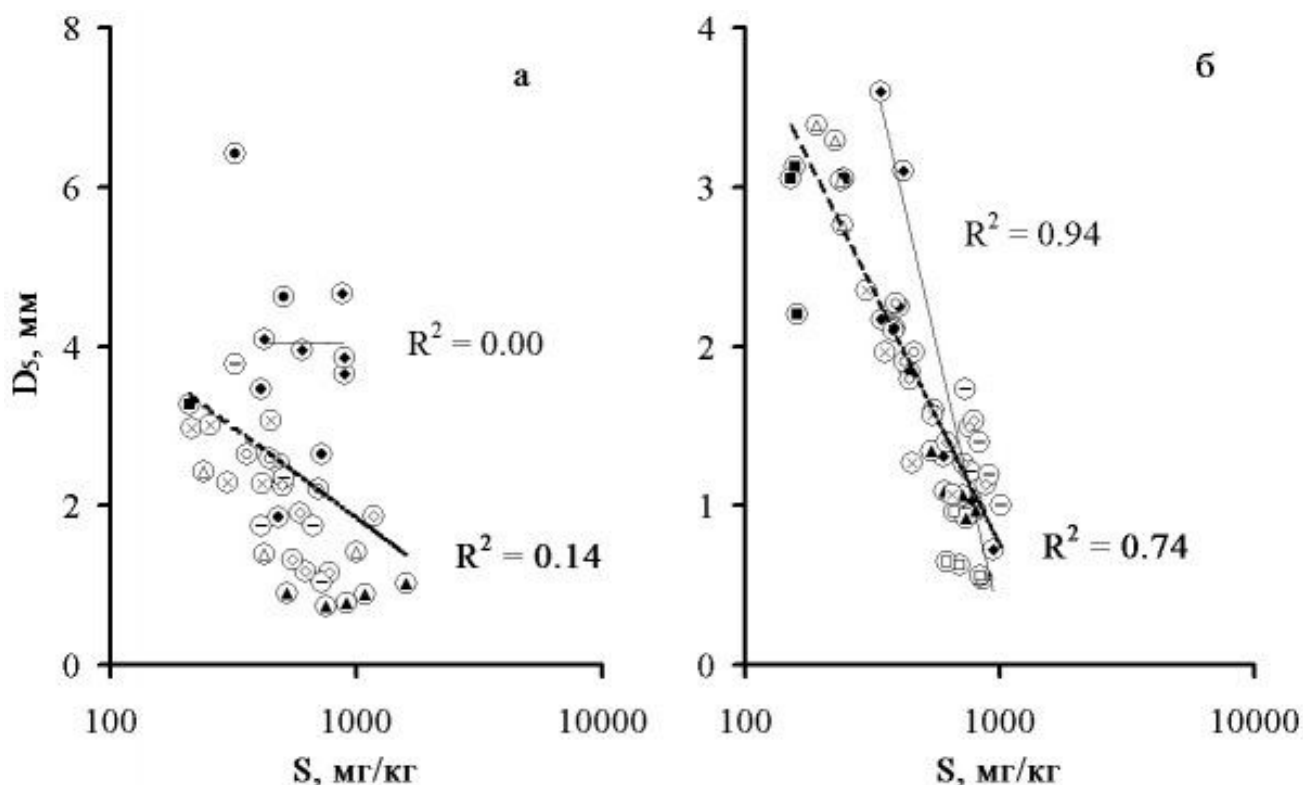 8
6
4
2
0
D₅, мм
а
R² = 0.00
R² = 0.14
100
1000
10000
S, мг/кг
4
3
2
1
0
б
R² = 0.94
R² = 0.74
100
1000
10000
S, мг/кг